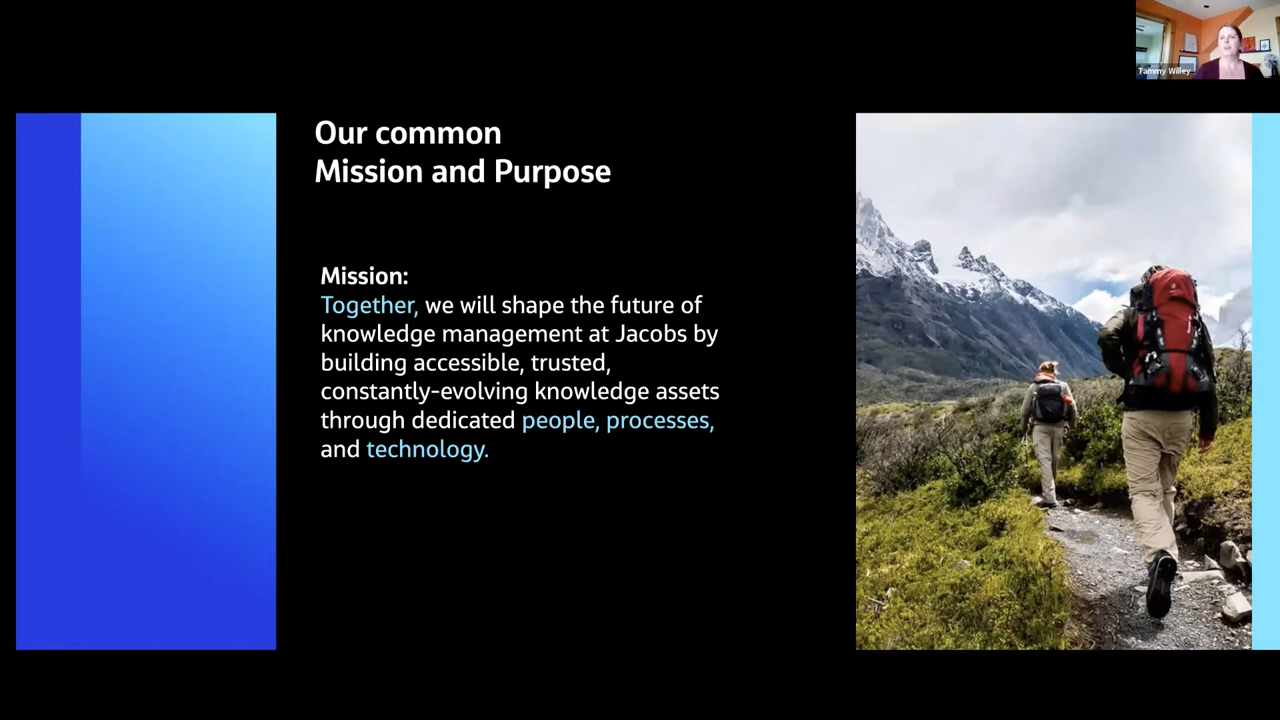 Tammy Willey
Our common
Mission and Purpose
Mission:
Together, we will shape the future of
knowledge management at Jacobs by
building accessible, trusted,
constantly-evolving knowledge assets
through dedicated people, processes,
and technology.